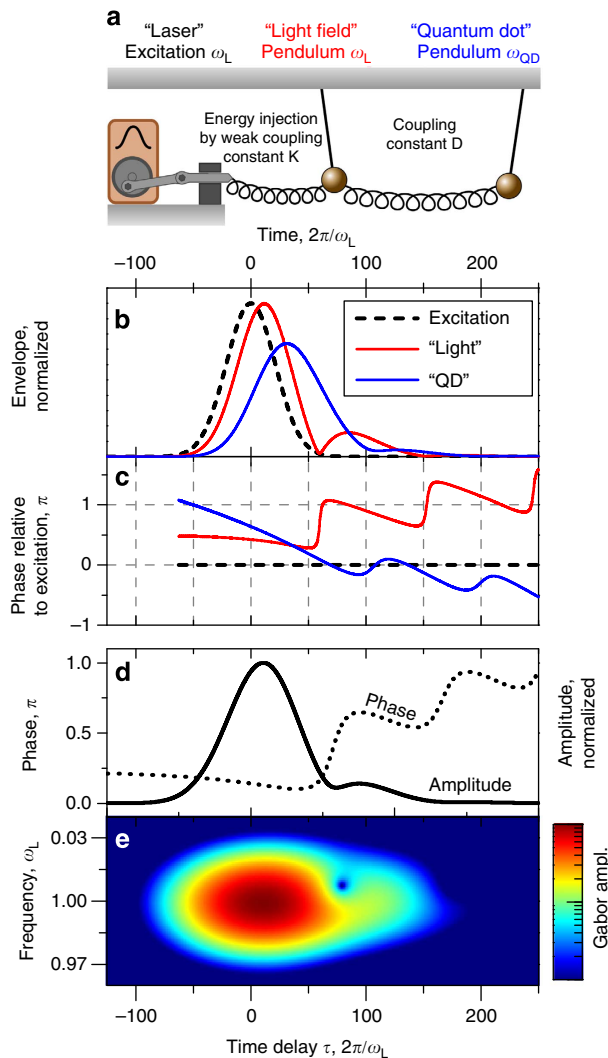 a
“Laser”
Excitation ωL
“Light field”
Pendulum ωL
“Quantum dot”
Pendulum ωQD
Energy injection
by weak coupling
constant K
Coupling
constant D
Time, 2π/ωL
−100
0
100
200
b
Envelope,
normalized
Excitation
“Light”
“QD”
c
Phase relative
to excitation, π
1
0
−1
d
Phase, π
1.0
0.5
0.0
Phase
Amplitude
Amplitude,
normalized
e
Frequency, ωL
0.03
1.00
0.97
Gabor ampl.
−100
0
100
200
Time delay τ, 2π/ωL